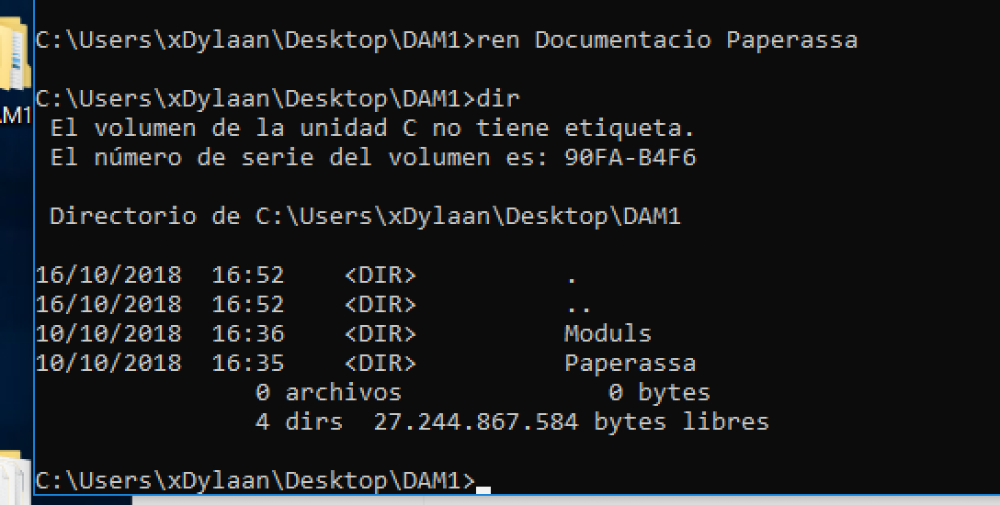 C:\Users\xDylaan\Desktop\DAM1>ren Documentacio Paperassa
C:\Users\xDylaan\Desktop\DAM1>dir
 El volumen de la unidad C no tiene etiqueta.
 El número de serie del volumen es: 90FA-B4F6
 Directorio de C:\Users\xDylaan\Desktop\DAM1
16/10/2018  16:52    <DIR>          .
16/10/2018  16:52    <DIR>          ..
10/10/2018  16:36    <DIR>          Moduls
10/10/2018  16:35    <DIR>          Paperassa
               0 archivos              0 bytes
               4 dirs  27.244.867.584 bytes libres
C:\Users\xDylaan\Desktop\DAM1>_